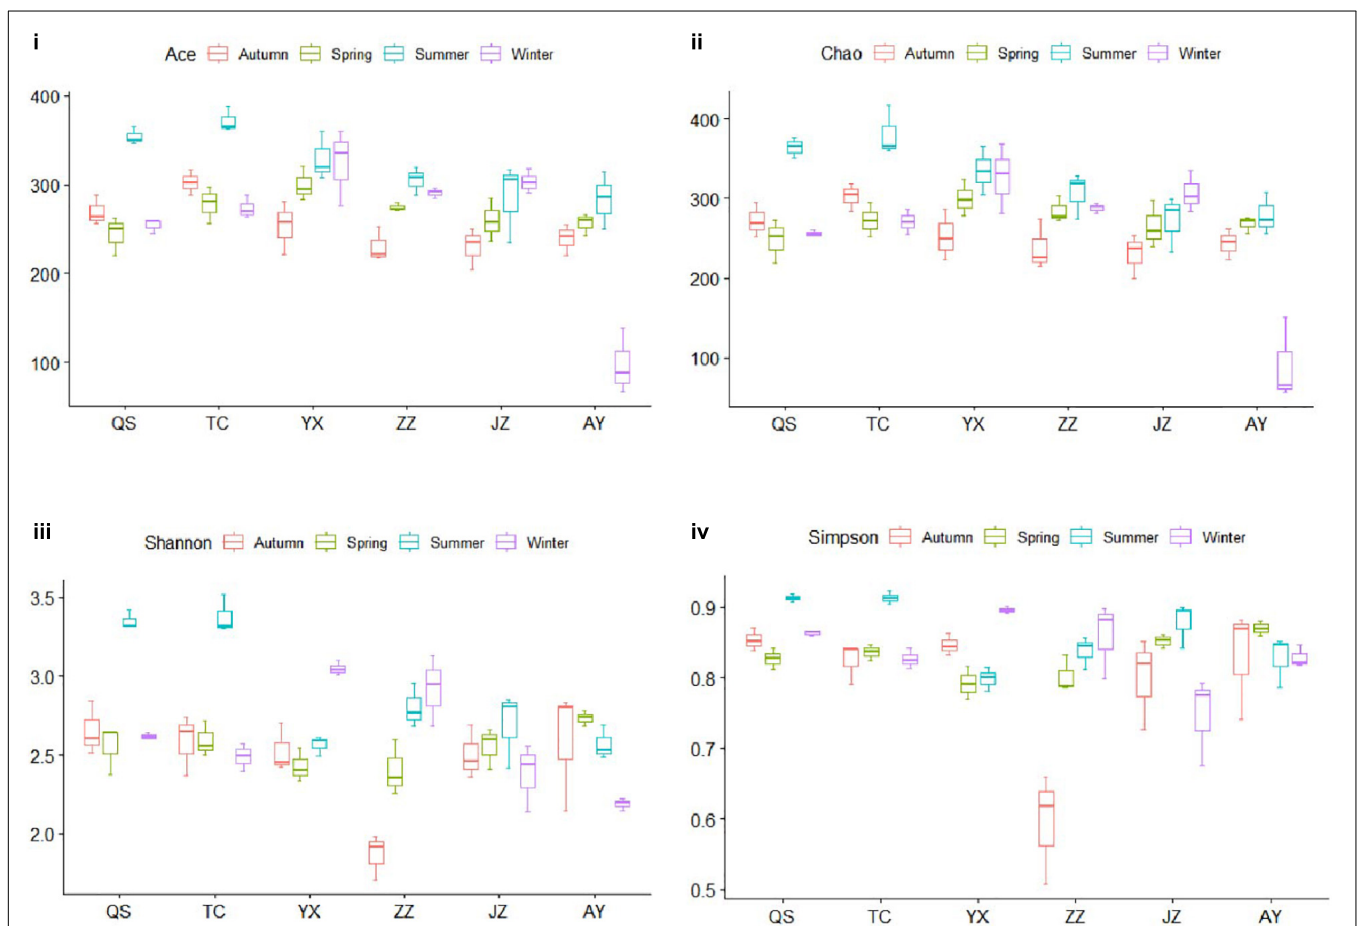 i
Ace Autumn Spring Summer Winter
400
300
200
100
QS TC YX ZZ JZ AY
ii
Chao Autumn Spring Summer Winter
400
300
200
100
QS TC YX ZZ JZ AY
iii
Shannon Autumn Spring Summer Winter
3.5
3.0
2.5
2.0
QS TC YX ZZ JZ AY
iv
Simpson Autumn Spring Summer Winter
0.9
0.8
0.7
0.6
0.5
QS TC YX ZZ JZ AY